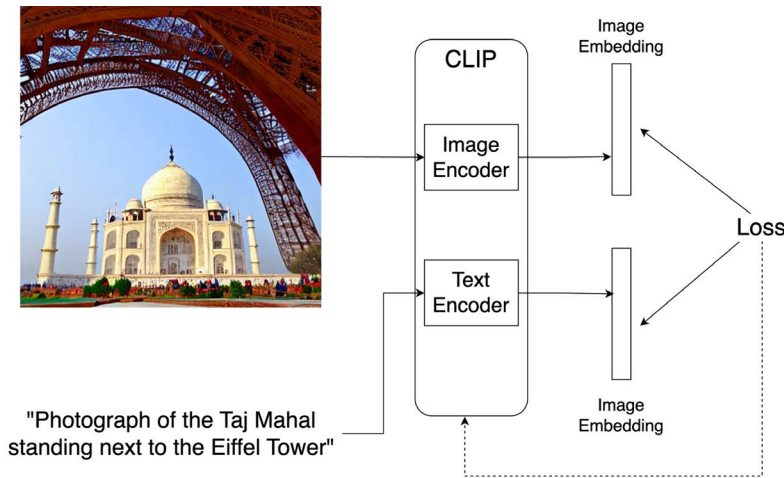 Image
Embedding
CLIP
Image
Encoder
Loss
Text
Encoder
Image
Embedding
"Photograph of the Taj Mahal
standing next to the Eiffel Tower"